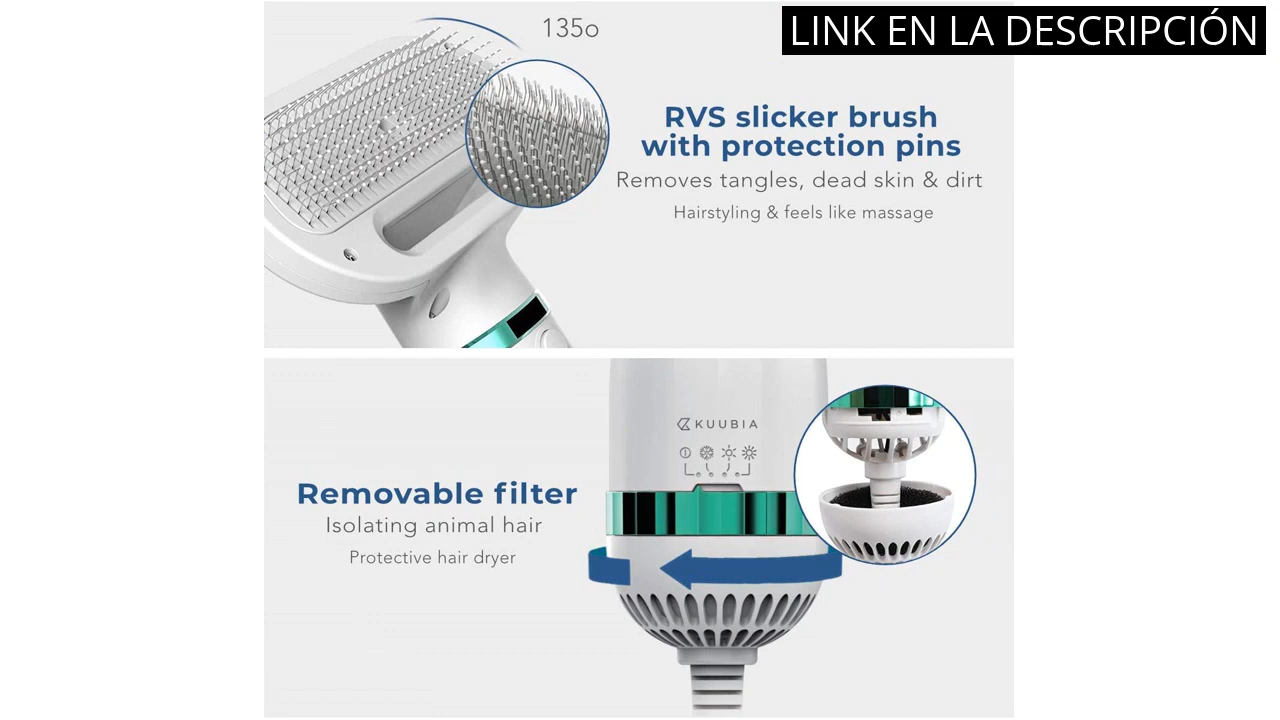 LINK EN LA DESCRIPCIÓN
135o
RVS slicker brush
with protection pins
Removes tangles, dead skin & dirt
Hairstyling & feels like massage
KUUBIA
Removable filter
Isolating animal hair
Protective hair dryer